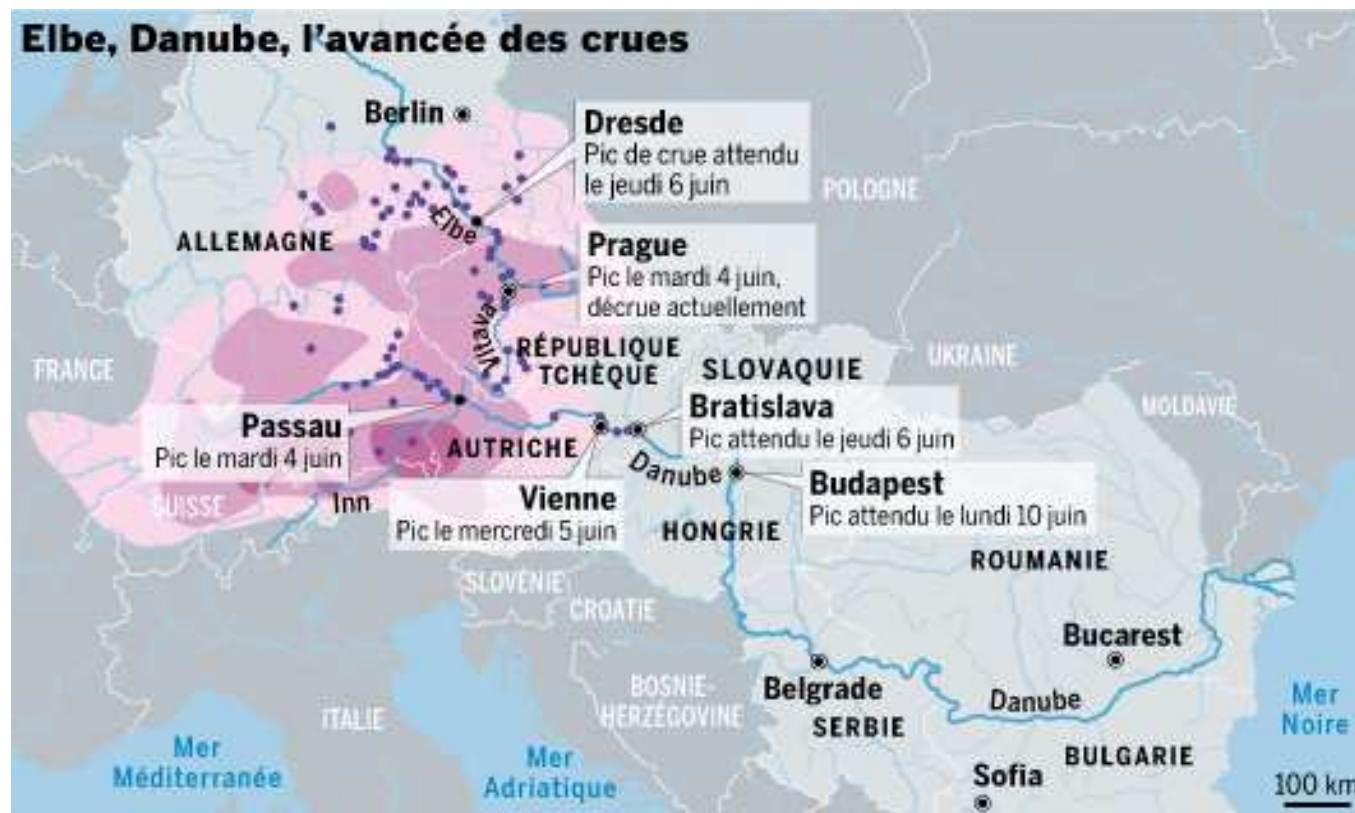 Elbe, Danube, l'avancée des crues
Berlin
Dresde
Pic de crue attendu
le jeudi 6 juin
POLOGNE
Elbe
ALLEMAGNE
Prague
Pic le mardi 4 juin,
décrue actuellement
Vltava
RÉPUBLIQUE
TCHÈQUE
FRANCE
SLOVAQUIE
UKRAINE
MOLDAVIE
Bratislava
Pic attendu le jeudi 6 juin
Passau
Pic le mardi 4 juin
AUTRICHE
Danube
SUISSE
Inn
Vienne
Pic le mercredi 5 juin
Budapest
Pic attendu le lundi 10 juin
HONGRIE
ROUMANIE
SLOVÉNIE
CROATIE
Bucarest
BOSNIE-
HERZÉGOVINE
Belgrade
SERBIE
Danube
ITALIE
Mer
Noire
Mer
Méditerranée
Mer
Adriatique
BULGARIE
Sofia
100 km